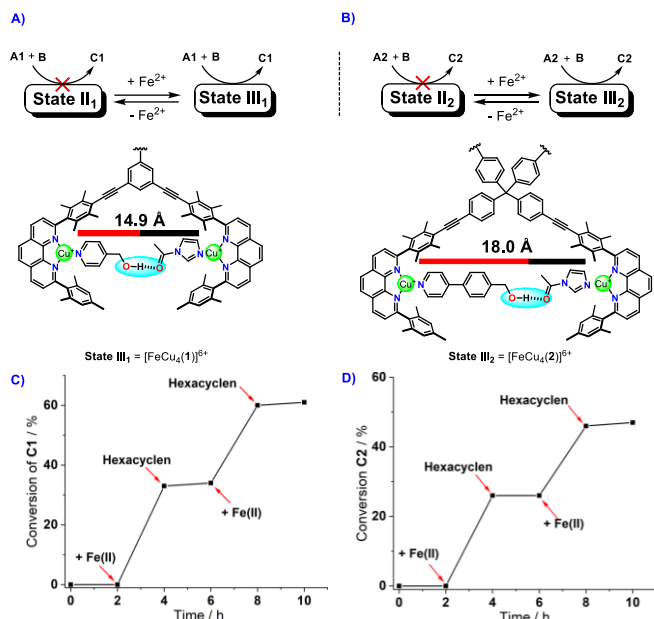 A)
A1 + B
C1
A1 + B
C1
State II₁
+ Fe²⁺
- Fe²⁺
State III₁
14.9 Å
N
N
Cu⁺
N
O
H
O
N
N
Cu⁺
N
N
State III₁ = [FeCu₄(1)]⁶⁺
B)
A2 + B
C2
A2 + B
C2
State II₂
+ Fe²⁺
- Fe²⁺
State III₂
18.0 Å
N
N
Cu⁺
N
O
H
O
N
N
Cu⁺
N
N
State III₂ = [FeCu₄(2)]⁶⁺
C)
Conversion of C1 / %
60
40
20
0
0
2
4
6
8
10
Time / h
+ Fe(II)
Hexacyclen
+ Fe(II)
Hexacyclen
D)
Conversion of C2 / %
60
40
20
0
0
2
4
6
8
10
Time / h
+ Fe(II)
Hexacyclen
+ Fe(II)
Hexacyclen